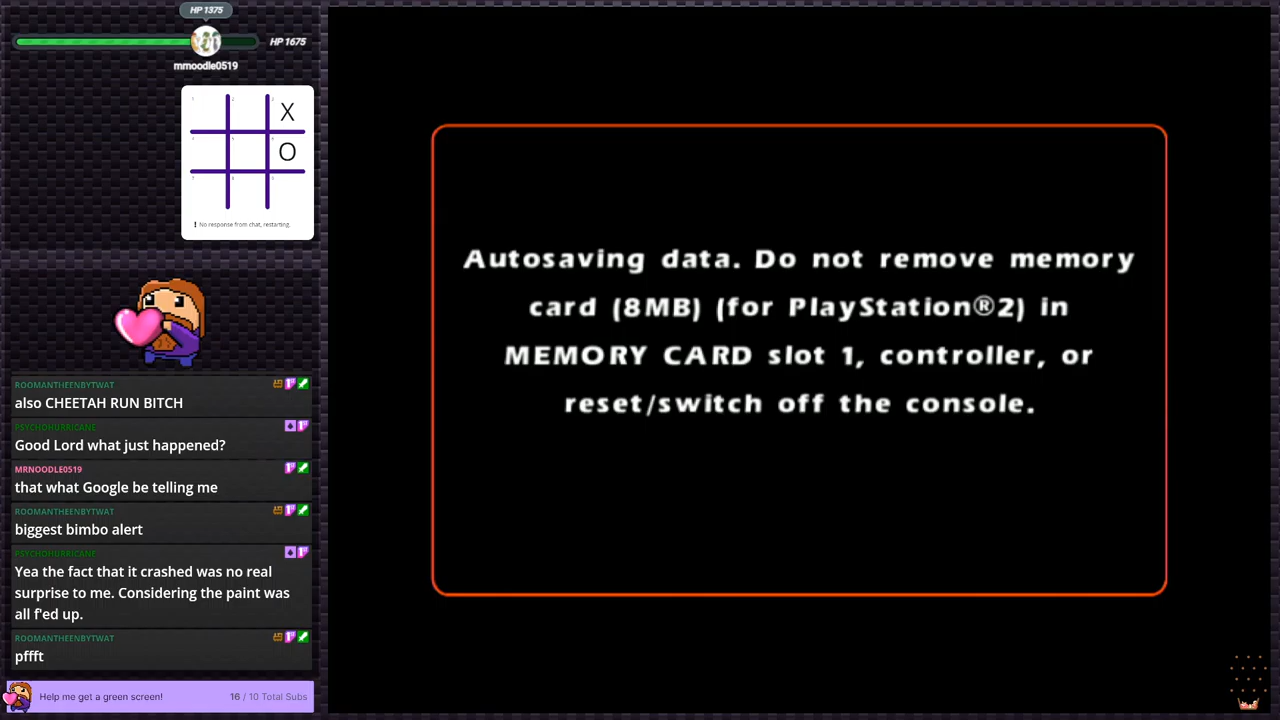 HP 1375
HP 1675
mmoodle0519
X
O
! No response from chat, restarting.
ROOMANTHEENBYTWAT
also CHEETAH RUN BITCH
PSYCHOHURRICANE
Good Lord what just happened?
MRNOODLE0519
that what Google be telling me
ROOMANTHEENBYTWAT
biggest bimbo alert
PSYCHOHURRICANE
Yea the fact that it crashed was no real
surprise to me. Considering the paint was
all f'ed up.
ROOMANTHEENBYTWAT
pffft
Help me get a green screen! 16 / 10 Total Subs
Autosaving data. Do not remove memory
card (8MB) (for PlayStation®2) in
MEMORY CARD slot 1, controller, or
reset/switch off the console.